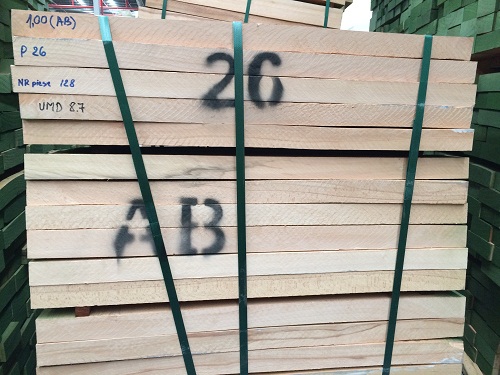 1,00 (AB)
P 26
26
NR piese 128
UMD 8.7
AB